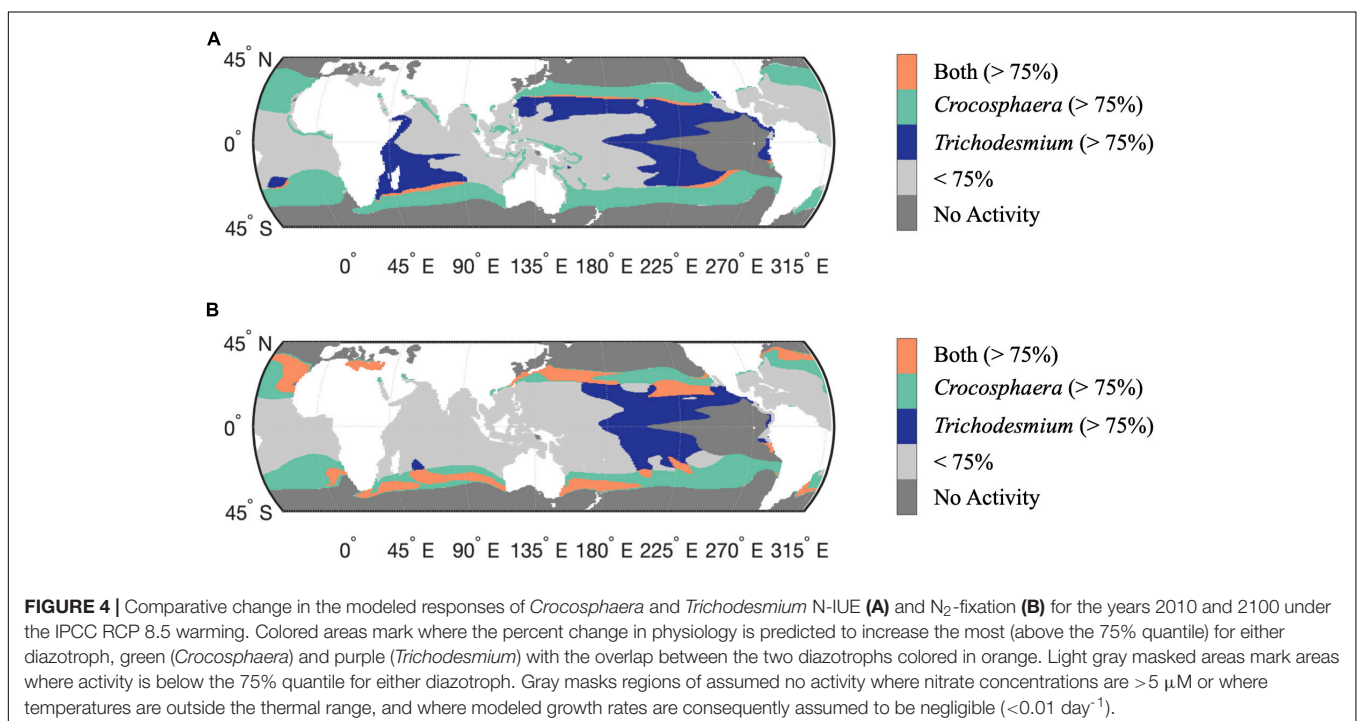 A
45° N
0°
45° S
0° 45° E 90° E 135° E 180° E 225° E 270° E 315° E
Both (> 75%)
Crocosphaera (> 75%)
Trichodesmium (> 75%)
< 75%
No Activity
B
45° N
0°
45° S
0° 45° E 90° E 135° E 180° E 225° E 270° E 315° E
Both (> 75%)
Crocosphaera (> 75%)
Trichodesmium (> 75%)
< 75%
No Activity
FIGURE 4 | Comparative change in the modeled responses of Crocosphaera and Trichodesmium N-IUE (A) and N₂-fixation (B) for the years 2010 and 2100 under
the IPCC RCP 8.5 warming. Colored areas mark where the percent change in physiology is predicted to increase the most (above the 75% quantile) for either
diazotroph, green (Crocosphaera) and purple (Trichodesmium) with the overlap between the two diazotrophs colored in orange. Light gray masked areas mark areas
where activity is below the 75% quantile for either diazotroph. Gray masks regions of assumed no activity where nitrate concentrations are >5 μM or where
temperatures are outside the thermal range, and where modeled growth rates are consequently assumed to be negligible (<0.01 day⁻¹).